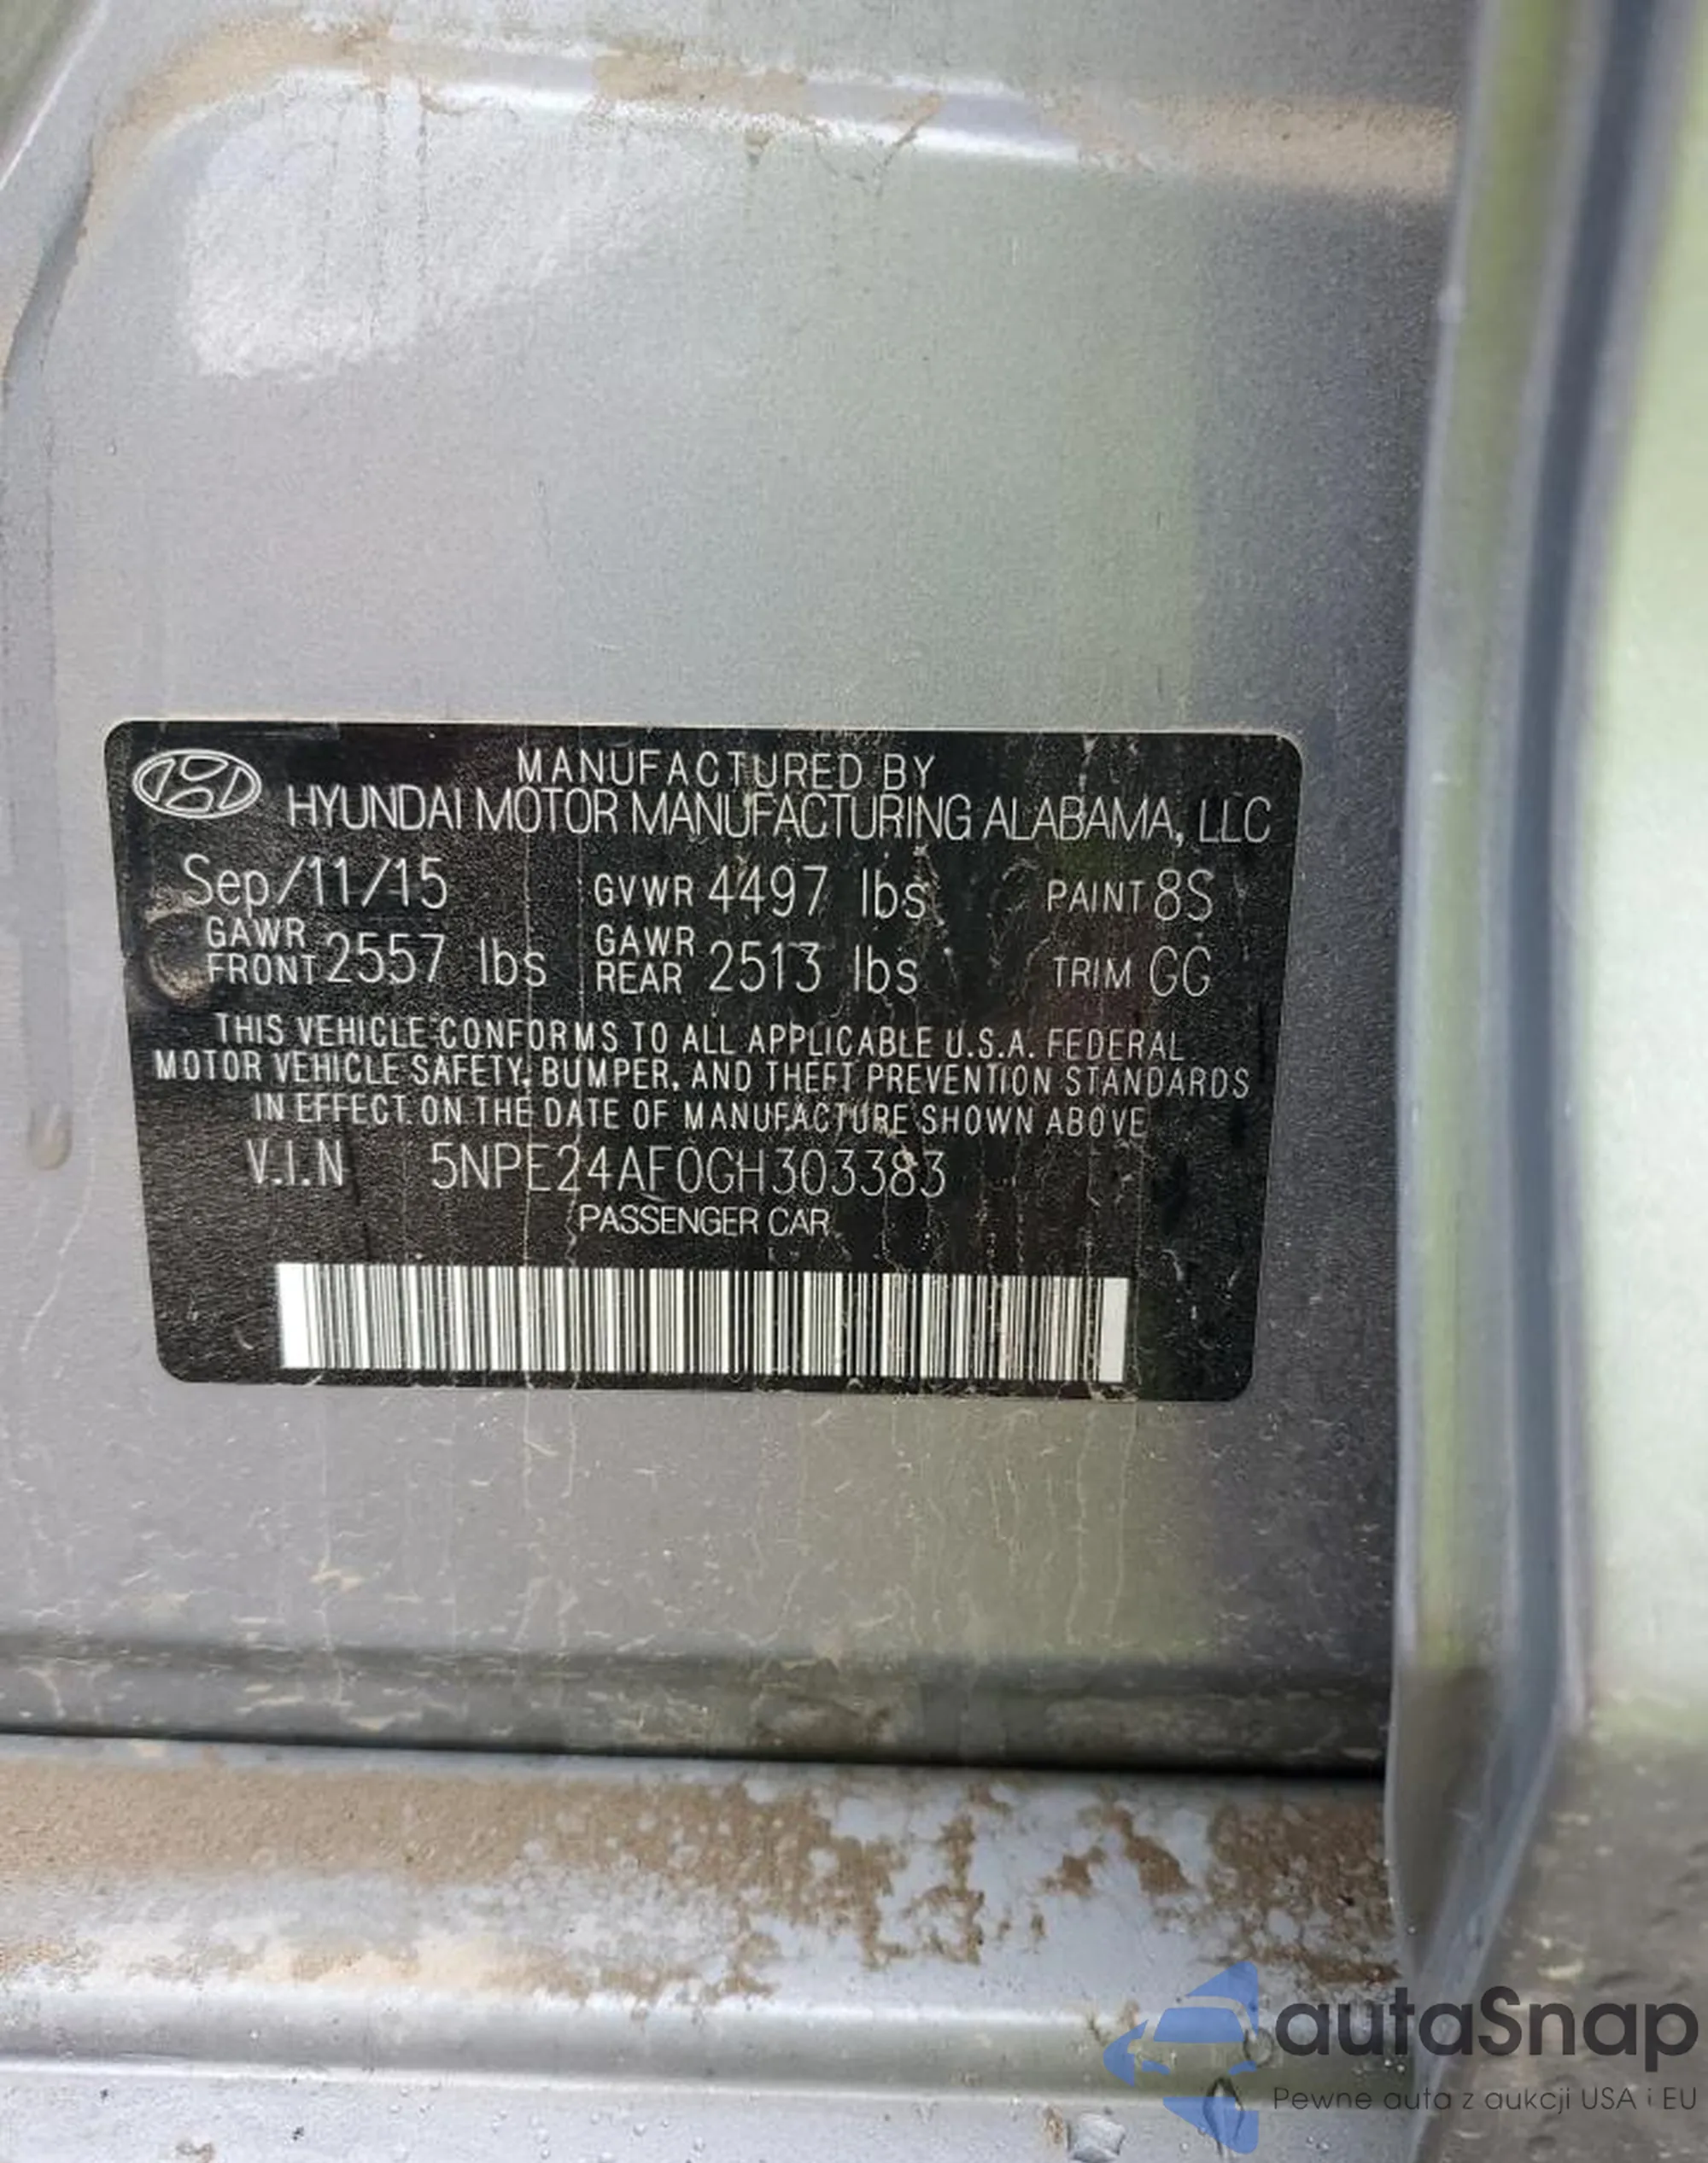 MANUFACTURED BY
HYUNDAI MOTOR MANUFACTURING ALABAMA, LLC
Sep/11/15 GVWR 4497 lbs PAINT 8S
GAWR FRONT 2557 lbs GAWR REAR 2513 lbs TRIM GG
THIS VEHICLE CONFORMS TO ALL APPLICABLE U.S.A. FEDERAL
MOTOR VEHICLE SAFETY, BUMPER, AND THEFT PREVENTION STANDARDS
IN EFFECT ON THE DATE OF MANUFACTURE SHOWN ABOVE
V.I.N 5NPE24AF0GH303383
PASSENGER CAR
autaSnap
Pewne auta z aukcji USA i EU